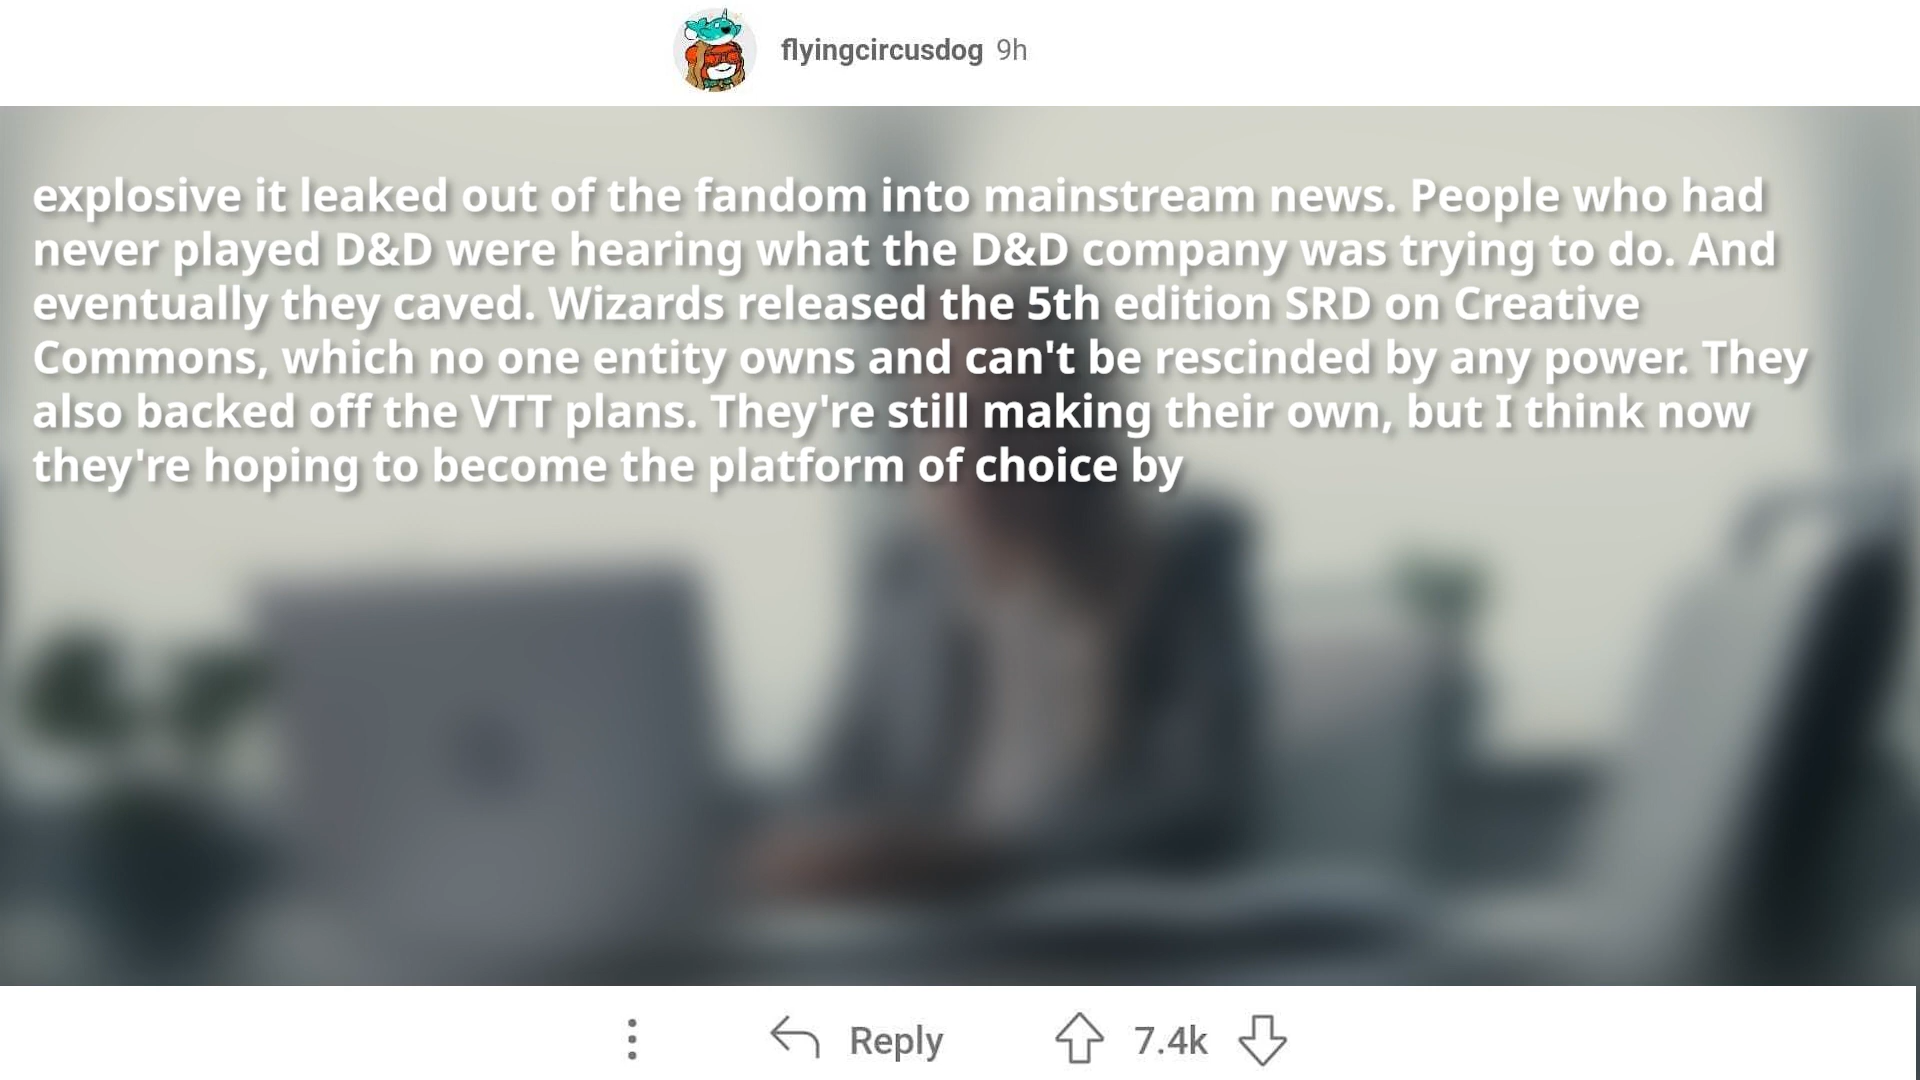 flyingcircusdog 9h
explosive it leaked out of the fandom into mainstream news. People who had
never played D&D were hearing what the D&D company was trying to do. And
eventually they caved. Wizards released the 5th edition SRD on Creative
Commons, which no one entity owns and can't be rescinded by any power. They
also backed off the VTT plans. They're still making their own, but I think now
they're hoping to become the platform of choice by
Reply 7.4k